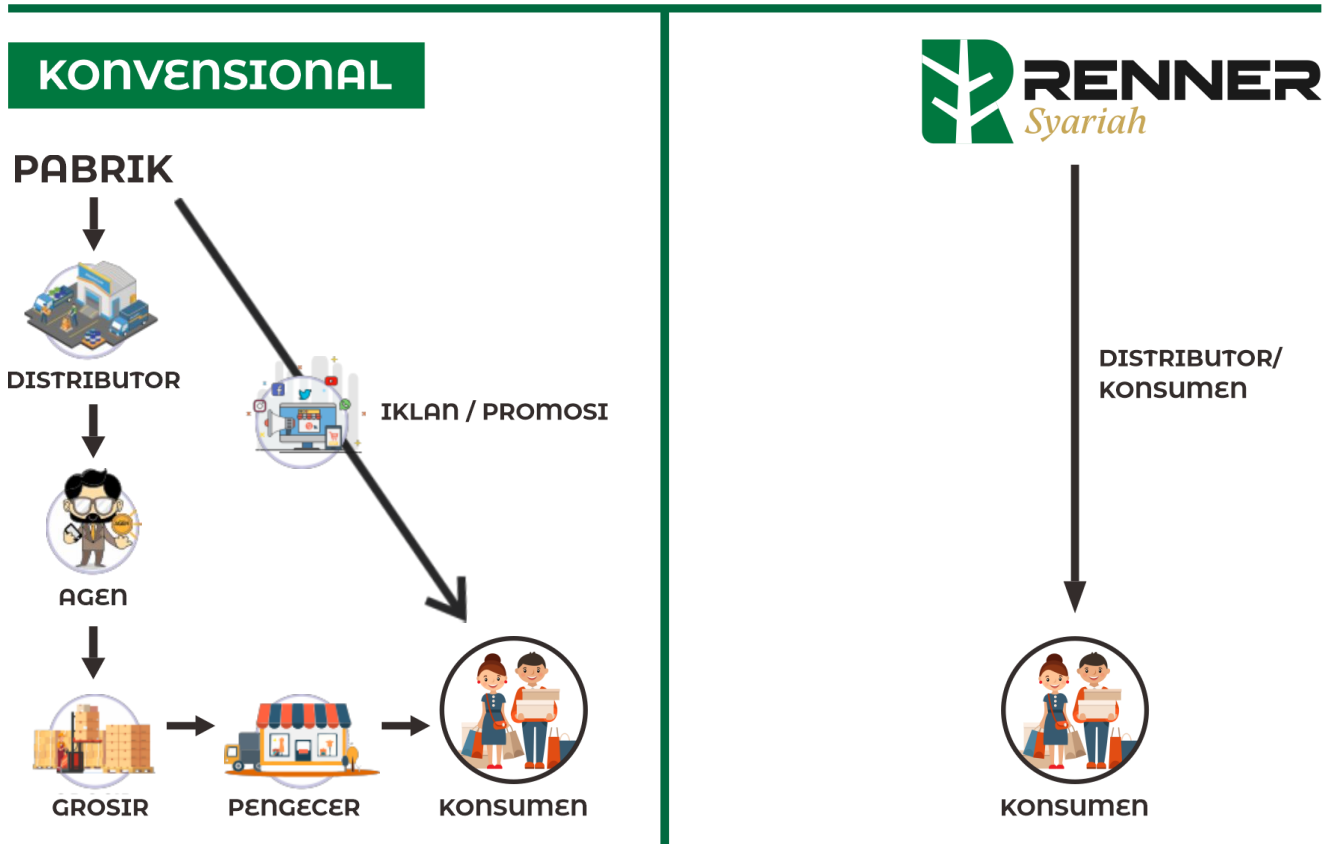 KONVENSIONAL
PABRIK
DISTRIBUTOR
AGEN
GROSIR
PENGECER
KONSUMEN
IKLAN / PROMOSI
RENNER
Syariah
DISTRIBUTOR/
KONSUMEN
KONSUMEN